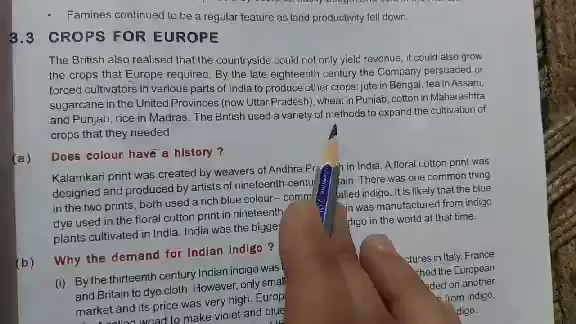 • Famines continued to be a regular feature as land productivity fell down.
3.3 CROPS FOR EUROPE
The British also realised that the countryside could not only yield revenue, it could also grow
the crops that Europe required. By the late eighteenth century the Company persuaded or
forced cultivators in various parts of India to produce other crops: jute in Bengal, tea in Assam,
sugarcane in the United Provinces (now Uttar Pradesh), wheat in Punjab, cotton in Maharashtra
and Punjab, rice in Madras. The British used a variety of methods to expand the cultivation of
crops that they needed
(a) Does colour have a history ?
Kalamkari print was created by weavers of Andhra Pra h in India. A floral cotton print was
designed and produced by artists of nineteenth-centu ain. There was one common thing
in the two prints, both used a rich blue colour – comm alled indigo. It is likely that the blue
dye used in the floral cotton print in nineteenth n was manufactured from indigo
plants cultivated in India. India was the bigge digo in the world at that time.
(b) Why the demand for Indian Indigo ?
(i) By the thirteenth century Indian indigo was ctures in Italy, France
and Britain to dye cloth. However, only smal ched the European
market and its price was very high. Europ ded on another
woad to make violet and blue from indigo,
digo.